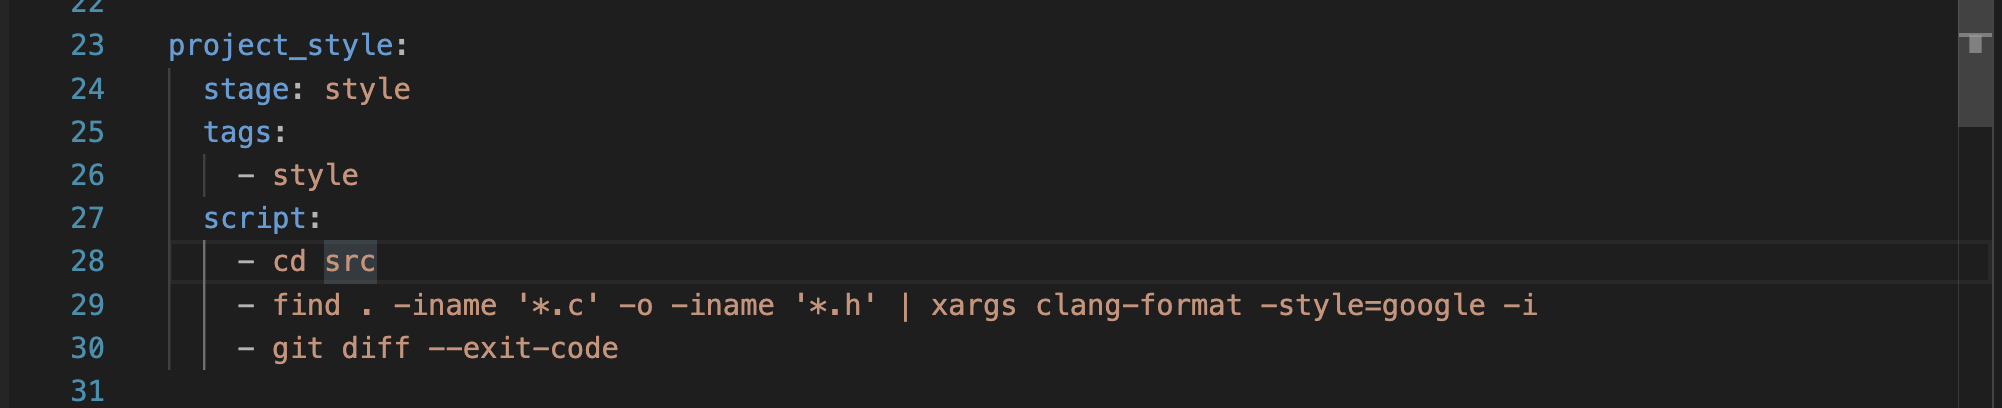 22
23 project_style:
24 stage: style
25 tags:
26 - style
27 script:
28 - cd src
29 - find . -iname '*.c' -o -iname '*.h' | xargs clang-format -style=google -i
30 - git diff --exit-code
31